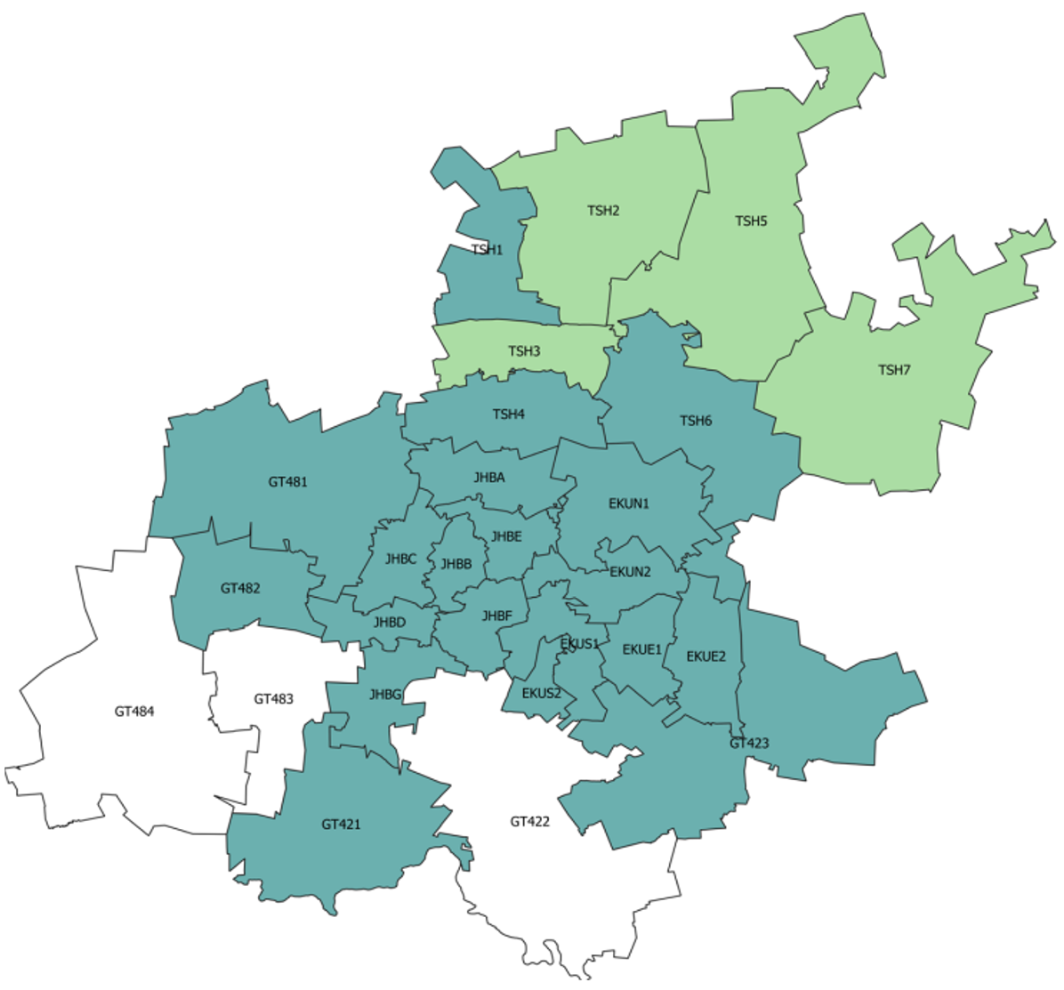 TSH2
TSH5
TSH1
TSH3
TSH7
TSH4
TSH6
GT481
JHBA
EKUN1
JHBE
JHBC
JHBB
EKUN2
GT482
JHBF
JHBD
EKUS1
EKUE1
EKUE2
EKUS2
JHBG
GT483
GT484
GT423
GT421
GT422